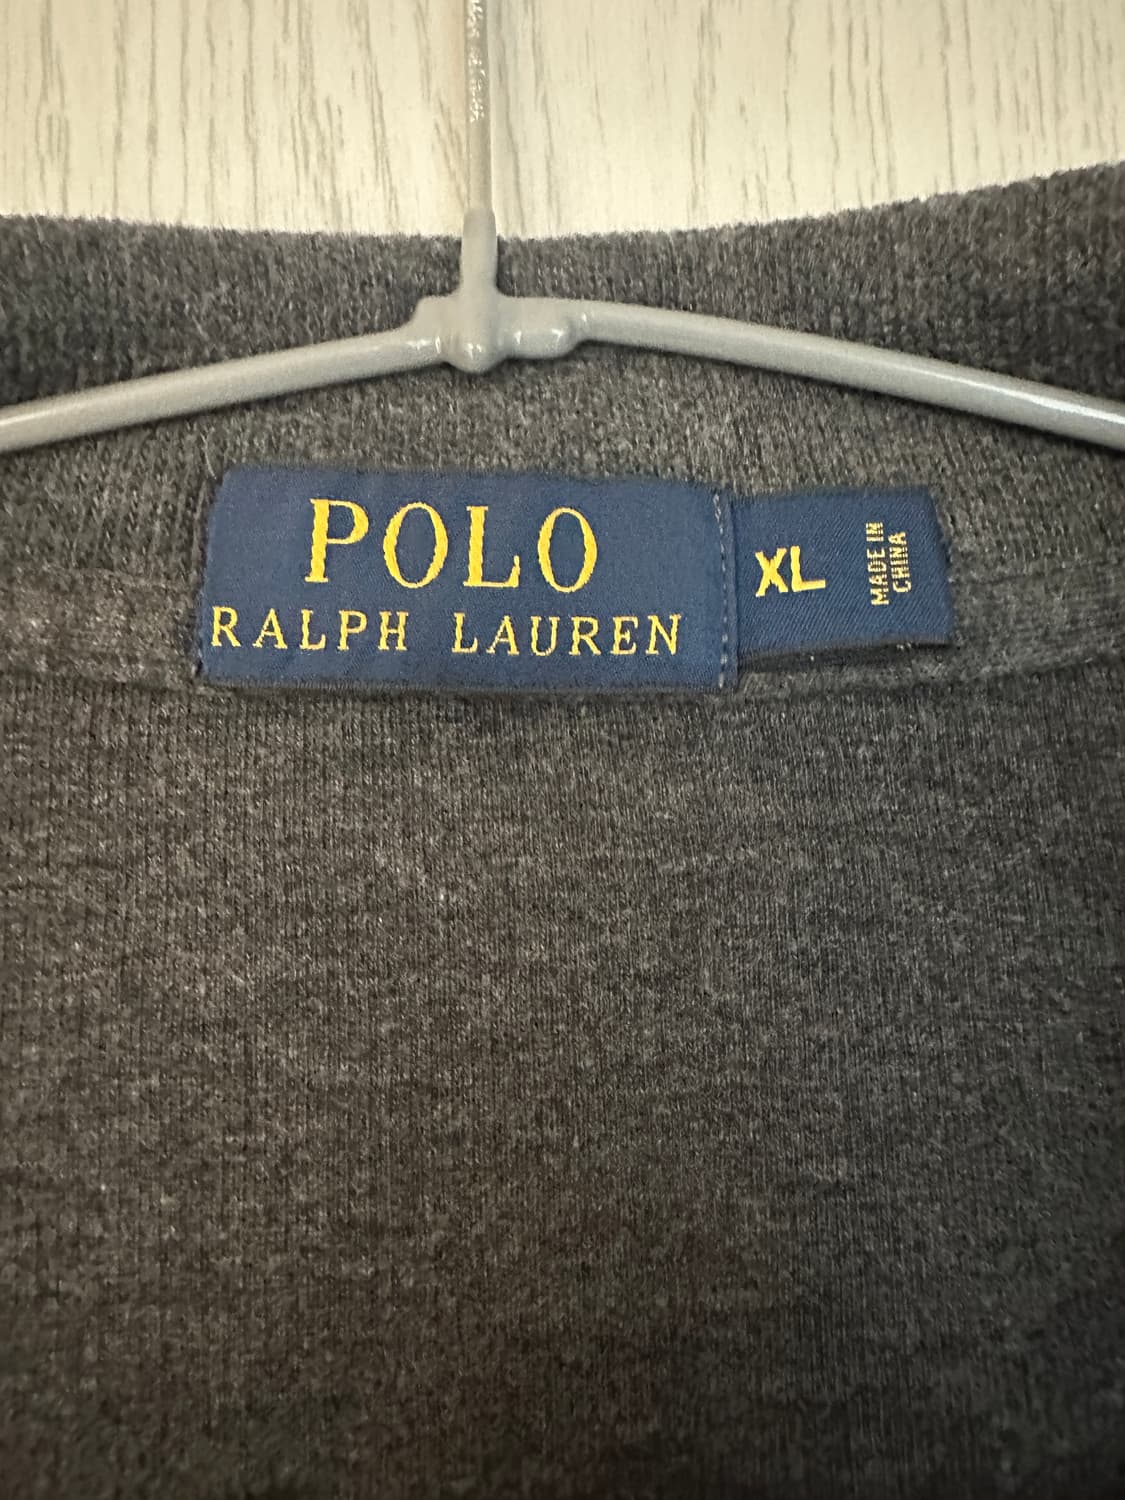 POLO
RALPH LAUREN
XL
MADE IN
CHINA